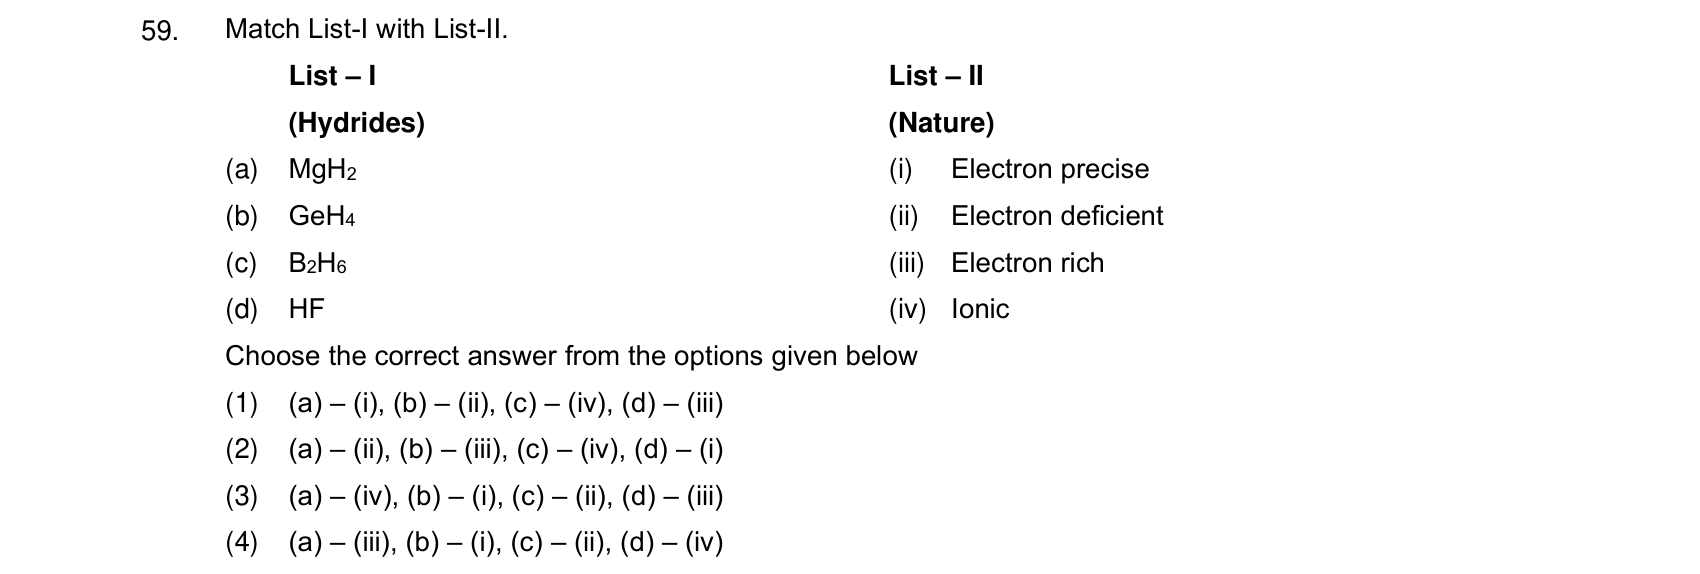 59. Match List-I with List-II.
List – I List – II
(Hydrides) (Nature)
(a) MgH2 (i) Electron precise
(b) GeH4 (ii) Electron deficient
(c) B2H6 (iii) Electron rich
(d) HF (iv) Ionic
Choose the correct answer from the options given below
(1) (a) – (i), (b) – (ii), (c) – (iv), (d) – (iii)
(2) (a) – (ii), (b) – (iii), (c) – (iv), (d) – (i)
(3) (a) – (iv), (b) – (i), (c) – (ii), (d) – (iii)
(4) (a) – (iii), (b) – (i), (c) – (ii), (d) – (iv)